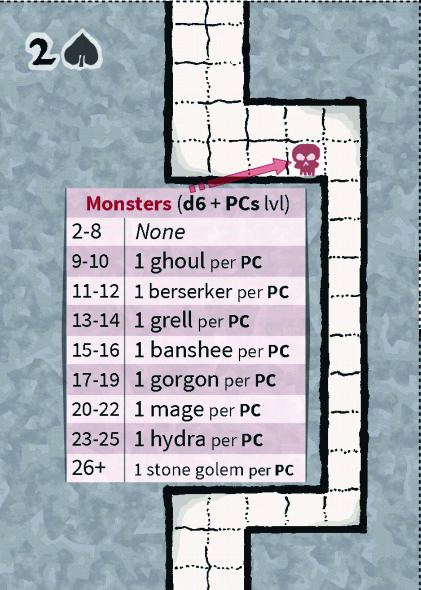 2♠
Monsters (d6 + PCs lvl)
2-8 None
9-10 1 ghoul per PC
11-12 1 berserker per PC
13-14 1 grell per PC
15-16 1 banshee per PC
17-19 1 gorgon per PC
20-22 1 mage per PC
23-25 1 hydra per PC
26+ 1 stone golem per PC